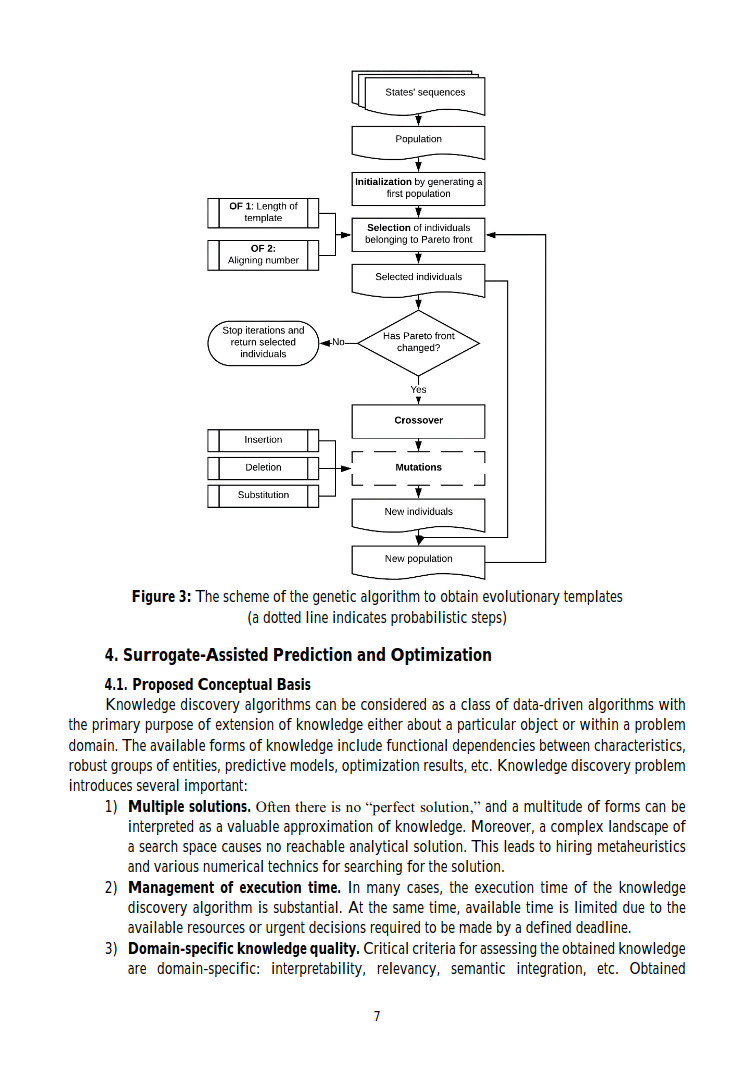 States' sequences
Population
Initialization by generating a
first population
OF 1: Length of
template
Selection of individuals
belonging to Pareto front
OF 2:
Aligning number
Selected individuals
Stop iterations and
return selected
individuals
No
Has Pareto front
changed?
Yes
Crossover
Insertion
Deletion
Substitution
Mutations
New individuals
New population
Figure 3: The scheme of the genetic algorithm to obtain evolutionary templates
(a dotted line indicates probabilistic steps)
4. Surrogate-Assisted Prediction and Optimization
4.1. Proposed Conceptual Basis
Knowledge discovery algorithms can be considered as a class of data-driven algorithms with
the primary purpose of extension of knowledge either about a particular object or within a problem
domain. The available forms of knowledge include functional dependencies between characteristics,
robust groups of entities, predictive models, optimization results, etc. Knowledge discovery problem
introduces several important:
1) Multiple solutions. Often there is no “perfect solution,” and a multitude of forms can be
interpreted as a valuable approximation of knowledge. Moreover, a complex landscape of
a search space causes no reachable analytical solution. This leads to hiring metaheuristics
and various numerical technics for searching for the solution.
2) Management of execution time. In many cases, the execution time of the knowledge
discovery algorithm is substantial. At the same time, available time is limited due to the
available resources or urgent decisions required to be made by a defined deadline.
3) Domain-specific knowledge quality. Critical criteria for assessing the obtained knowledge
are domain-specific: interpretability, relevancy, semantic integration, etc. Obtained
7